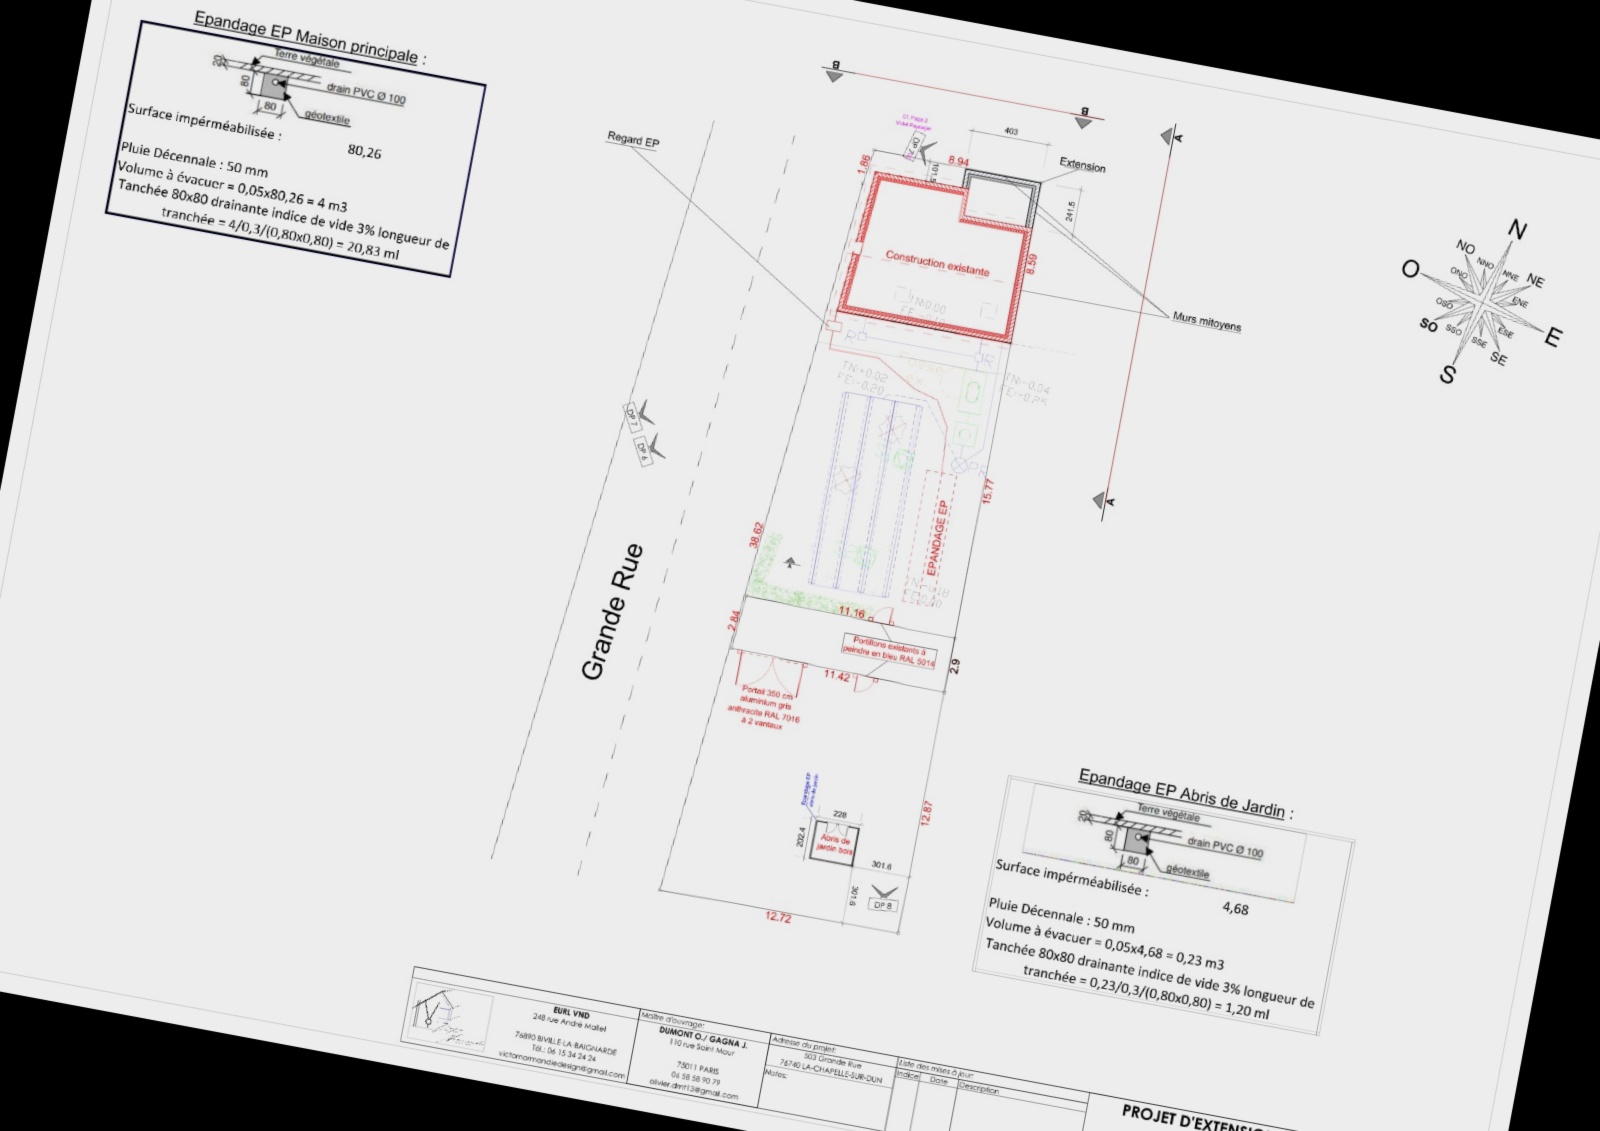 Epandage EP Maison principale :
Terre végétale
20
80
drain PVC Ø 100
80
géotextile
Surface impérméabilisée :
80,26
Pluie Décennale : 50 mm
Volume à évacuer = 0,05x80,26 = 4 m3
Tanchée 80x80 drainante indice de vide 3% longueur de
tranchée = 4/0,3/(0,80x0,80) = 20,83 ml
B
B
A
A
Regard EP
403
1.86
8.94
101.5
Extension
241.5
Construction existante
8.59
Murs mitoyens
N
NNO
NNE
NO
NE
ONO
ENE
O
E
OSO
ESE
SO
SSO
SSE
SE
S
R
R
TN:+0.02
FE:-0.20
TN:-0.04
DP 7
DP 6
15.77
EPANDAGE EP
38.62
Grande Rue
2.84
11.16
Portillons existants à
peindre en bleu RAL 5014
2.9
11.42
Portail 350 cm
aluminium gris
anthracite RAL 7016
à 2 vantaux
12.87
Epandage EP
abris de jardin
228
202.4
Abris de
jardin bois
301.6
301.6
DP 8
12.72
Epandage EP Abris de Jardin :
Terre végétale
20
80
drain PVC Ø 100
80
géotextile
Surface impérméabilisée :
4,68
Pluie Décennale : 50 mm
Volume à évacuer = 0,05x4,68 = 0,23 m3
Tanchée 80x80 drainante indice de vide 3% longueur de
tranchée = 0,23/0,3/(0,80x0,80) = 1,20 ml
EURL VND
248 rue André Mallet
76890 BIVILLE-LA-BAIGNARDE
Tél.: 06 15 34 24 24
victornormandiedesign@gmail.com
Maître d'ouvrage:
DUMONT O./ GAGNA J.
110 rue Saint Maur
75011 PARIS
06 58 58 90 79
olivier.dmt13@gmail.com
Adresse du projet:
503 Grande Rue
76740 LA-CHAPELLE-SUR-DUN
Notes:
Liste des mises à jour:
Indice
Date
Description
PROJET D'EXTENSIO